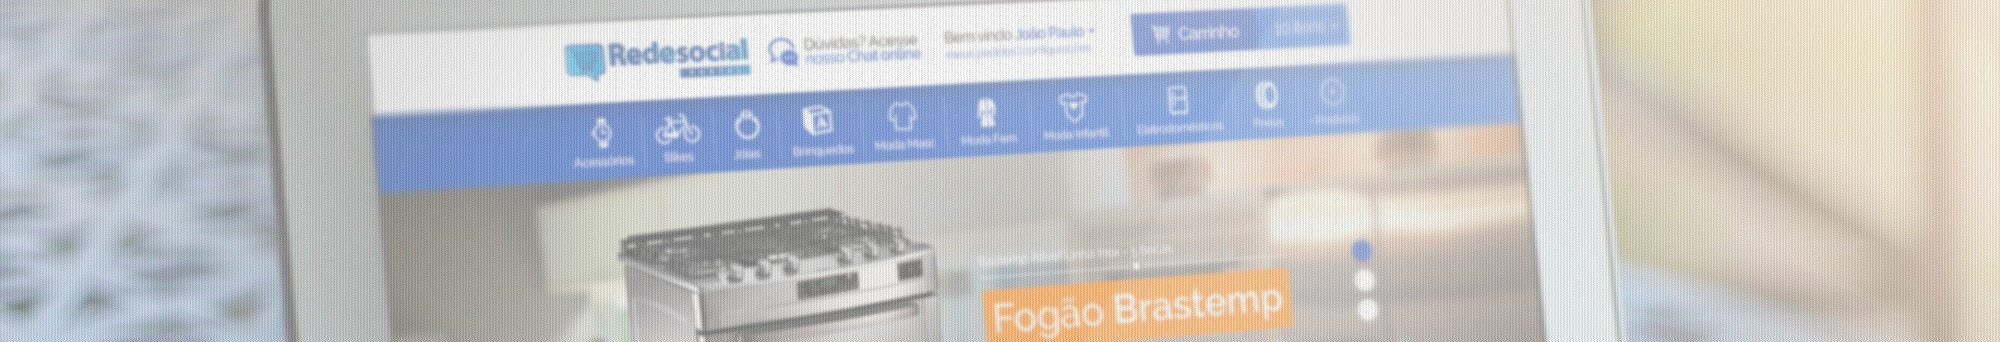 Redesocial
Dúvidas? Acesse
nosso Chat online
Bem vindo João Paulo
Carrinho
Acessórios
Bikes
Jóias
Brinquedos
Moda Masc
Moda Fem
Moda Infantil
Eletrodomésticos
Pneus
Fogão Brastemp